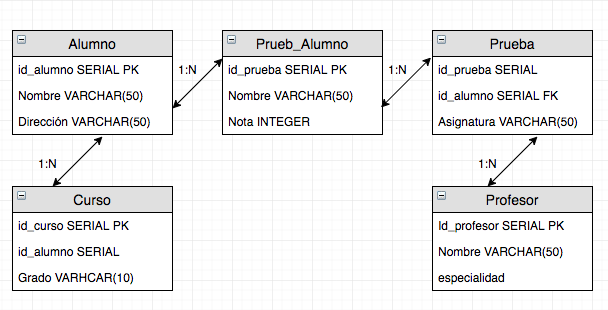 Alumno
id_alumno SERIAL PK
Nombre VARCHAR(50)
Dirección VARCHAR(50)
1:N
Prueb_Alumno
id_prueba SERIAL PK
Nombre VARCHAR(50)
Nota INTEGER
1:N
Prueba
id_prueba SERIAL
id_alumno SERIAL FK
Asignatura VARCHAR(50)
1:N
Curso
id_curso SERIAL PK
id_alumno SERIAL
Grado VARHCAR(10)
1:N
Profesor
Id_profesor SERIAL PK
Nombre VARCHAR(50)
especialidad